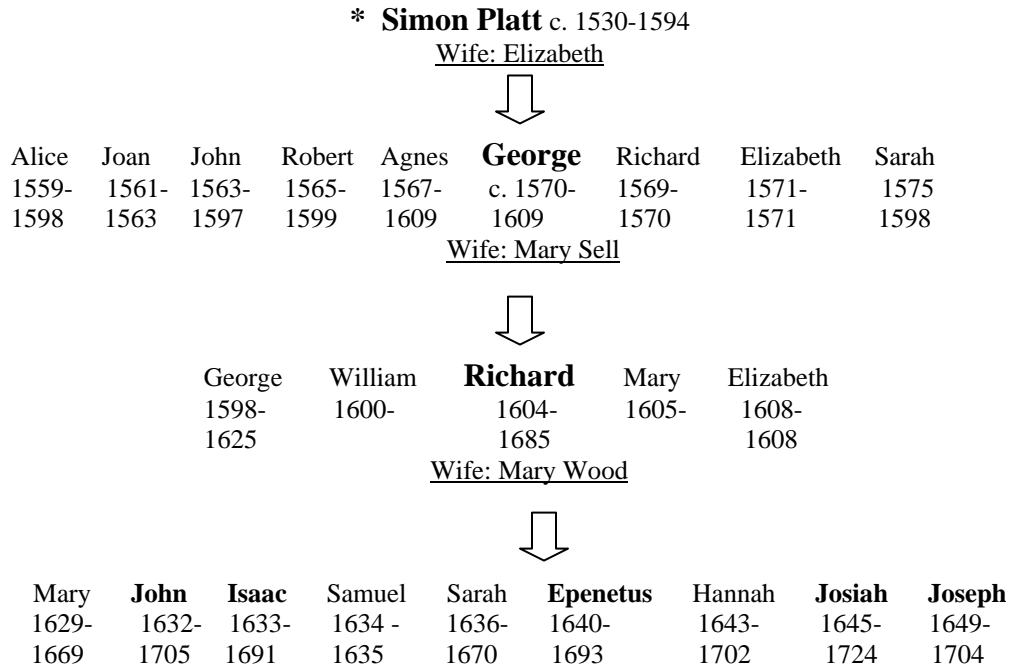 * Simon Platt c. 1530-1594
Wife: Elizabeth
Alice Joan John Robert Agnes George Richard Elizabeth Sarah
1559- 1561- 1563- 1565- 1567- c. 1570- 1569- 1571- 1575
1598 1563 1597 1599 1609 1609 1570 1571 1598
Wife: Mary Sell
George William Richard Mary Elizabeth
1598- 1600- 1604- 1605- 1608-
1625 1685 1608
Wife: Mary Wood
Mary John Isaac Samuel Sarah Epenetus Hannah Josiah Joseph
1629- 1632- 1633- 1634 - 1636- 1640- 1643- 1645- 1649-
1669 1705 1691 1635 1670 1693 1702 1724 1704